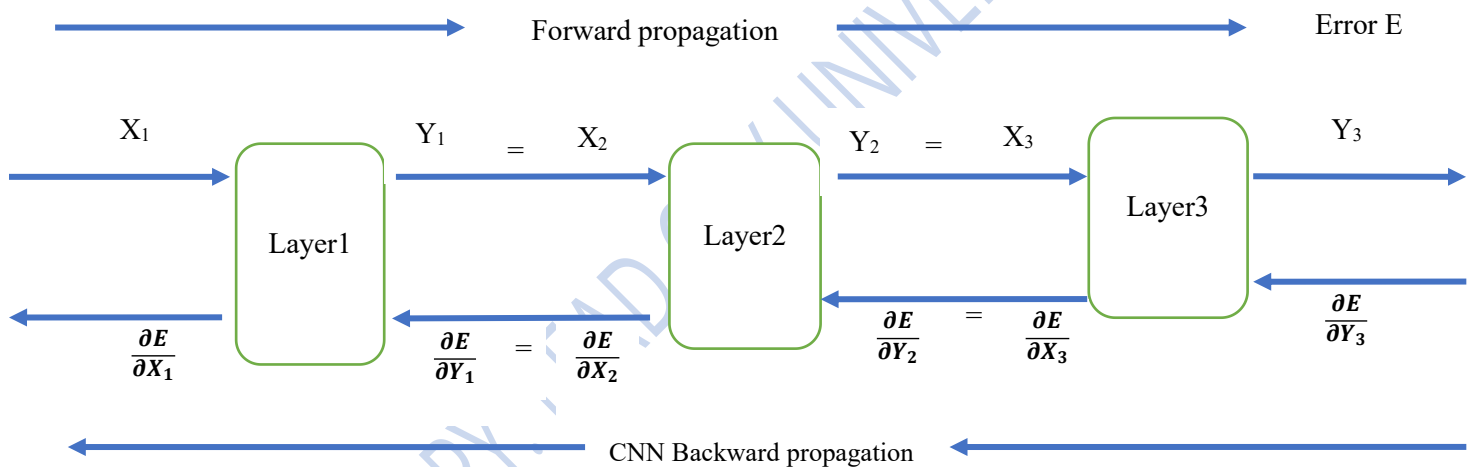 Forward propagation Error E
X₁ Y₁ = X₂ Y₂ = X₃ Y₃
Layer1 Layer2 Layer3
∂E/∂X₁ ∂E/∂Y₁ = ∂E/∂X₂ ∂E/∂Y₂ = ∂E/∂X₃ ∂E/∂Y₃
CNN Backward propagation